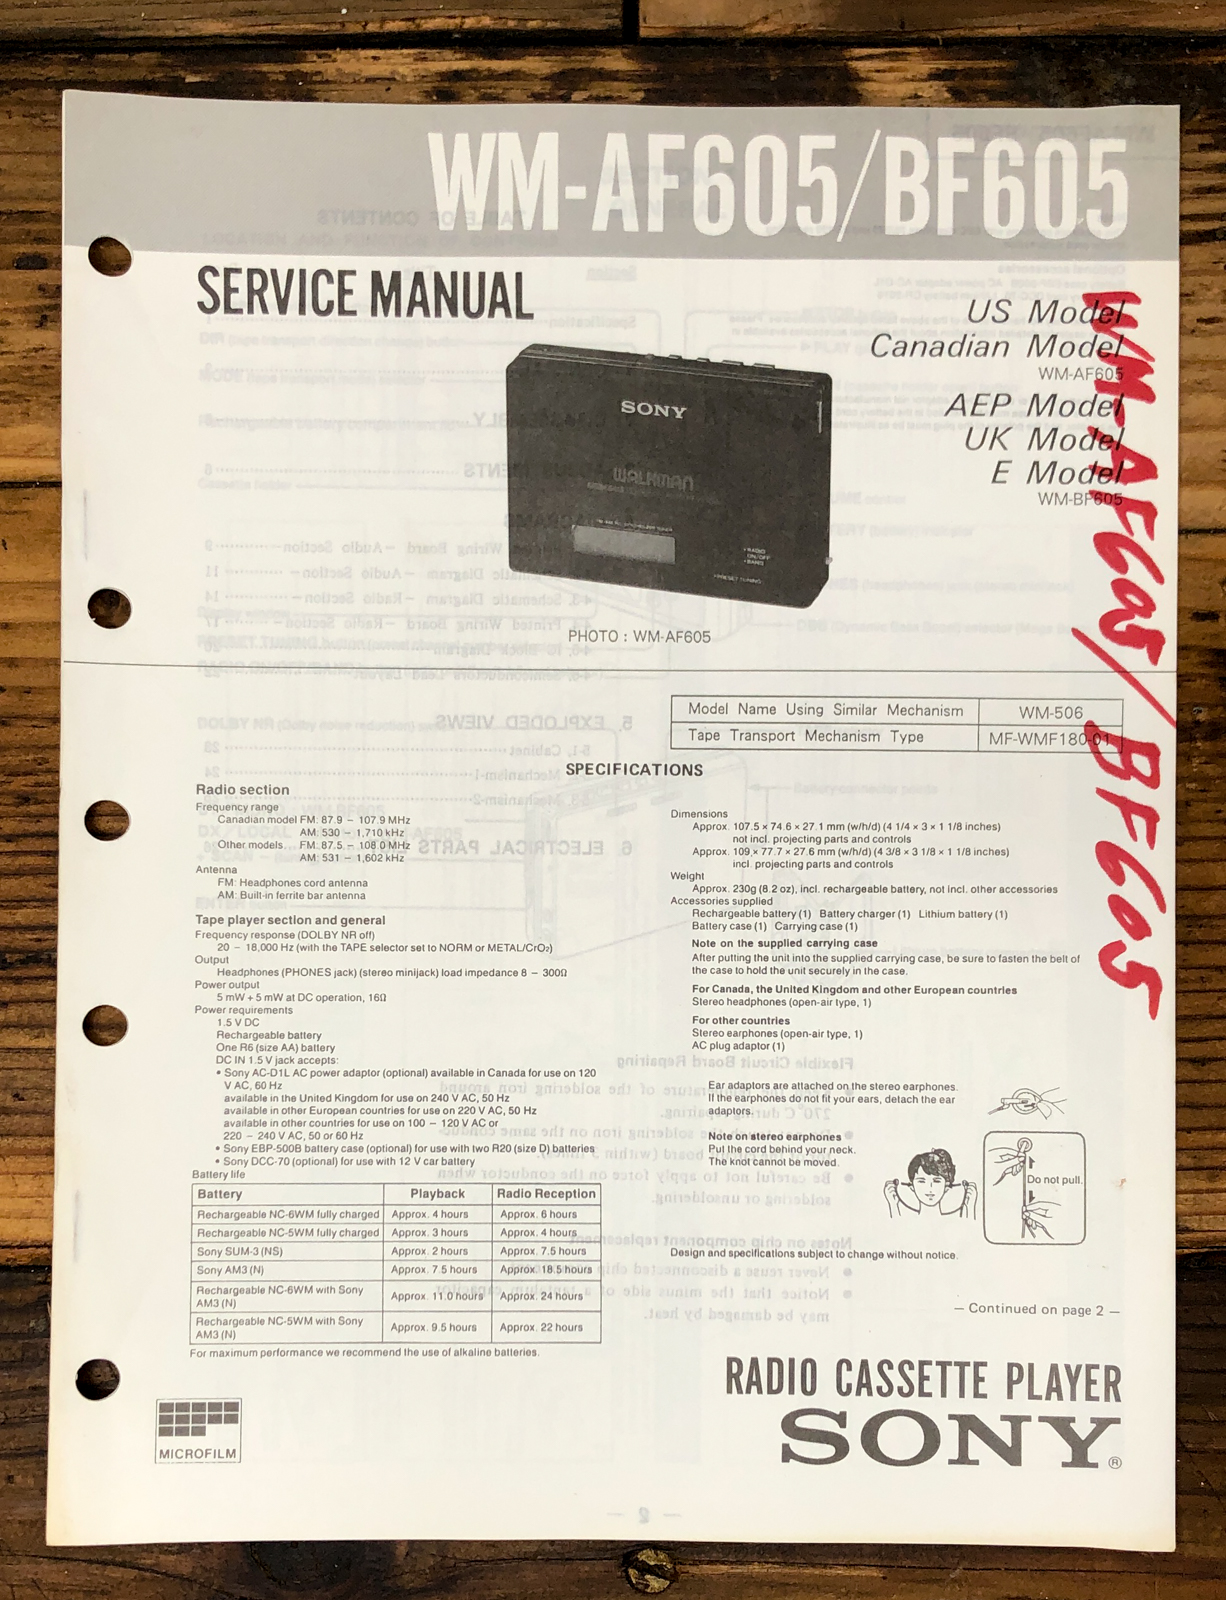 WM-AF605/BF605
SERVICE MANUAL
US Model
Canadian Model
WM-AF605
AEP Model
UK Model
E Model
WM-BF605
WM-AF605/BF605
SONY
WALKMAN
• RADIO
ON/OFF
• BAND
• PRESET TUNING
PHOTO : WM-AF605
Model Name Using Similar Mechanism WM-506
Tape Transport Mechanism Type MF-WMF180-01
SPECIFICATIONS
Radio section
Frequency range
Canadian model FM: 87.9 – 107.9 MHz
AM: 530 – 1,710 kHz
Other models FM: 87.5 – 108.0 MHz
AM: 531 – 1,602 kHz
Antenna
FM: Headphones cord antenna
AM: Built-in ferrite bar antenna
Tape player section and general
Frequency response (DOLBY NR off)
20 – 18,000 Hz (with the TAPE selector set to NORM or METAL/CrO₂)
Output
Headphones (PHONES jack) (stereo minijack) load impedance 8 – 300Ω
Power output
5 mW + 5 mW at DC operation, 16Ω
Power requirements
1.5 V DC
Rechargeable battery
One R6 (size AA) battery
DC IN 1.5 V jack accepts:
• Sony AC-D1L AC power adaptor (optional) available in Canada for use on 120
V AC, 60 Hz
available in the United Kingdom for use on 240 V AC, 50 Hz
available in other European countries for use on 220 V AC, 50 Hz
available in other countries for use on 100 – 120 V AC or
220 – 240 V AC, 50 or 60 Hz
• Sony EBP-500B battery case (optional) for use with two R20 (size D) batteries
• Sony DCC-70 (optional) for use with 12 V car battery
Battery life
Battery Playback Radio Reception
Rechargeable NC-6WM fully charged Approx. 4 hours Approx. 6 hours
Rechargeable NC-5WM fully charged Approx. 3 hours Approx. 4 hours
Sony SUM-3 (NS) Approx. 2 hours Approx. 7.5 hours
Sony AM3 (N) Approx. 7.5 hours Approx. 18.5 hours
Rechargeable NC-6WM with Sony
AM3 (N) Approx. 11.0 hours Approx. 24 hours
Rechargeable NC-5WM with Sony
AM3 (N) Approx. 9.5 hours Approx. 22 hours
For maximum performance we recommend the use of alkaline batteries.
Dimensions
Approx. 107.5 × 74.6 × 27.1 mm (w/h/d) (4 1/4 × 3 × 1 1/8 inches)
not incl. projecting parts and controls
Approx. 109 × 77.7 × 27.6 mm (w/h/d) (4 3/8 × 3 1/8 × 1 1/8 inches)
incl. projecting parts and controls
Weight
Approx. 230g (8.2 oz), incl. rechargeable battery, not incl. other accessories
Accessories supplied
Rechargeable battery (1) Battery charger (1) Lithium battery (1)
Battery case (1) Carrying case (1)
Note on the supplied carrying case
After putting the unit into the supplied carrying case, be sure to fasten the belt of
the case to hold the unit securely in the case.
For Canada, the United Kingdom and other European countries
Stereo headphones (open-air type, 1)
For other countries
Stereo earphones (open-air type, 1)
AC plug adaptor (1)
Ear adaptors are attached on the stereo earphones.
If the earphones do not fit your ears, detach the ear
adaptors.
Note on stereo earphones
Put the cord behind your neck.
The knot cannot be moved.
Do not pull.
Design and specifications subject to change without notice.
— Continued on page 2 —
RADIO CASSETTE PLAYER
SONY®
MICROFILM